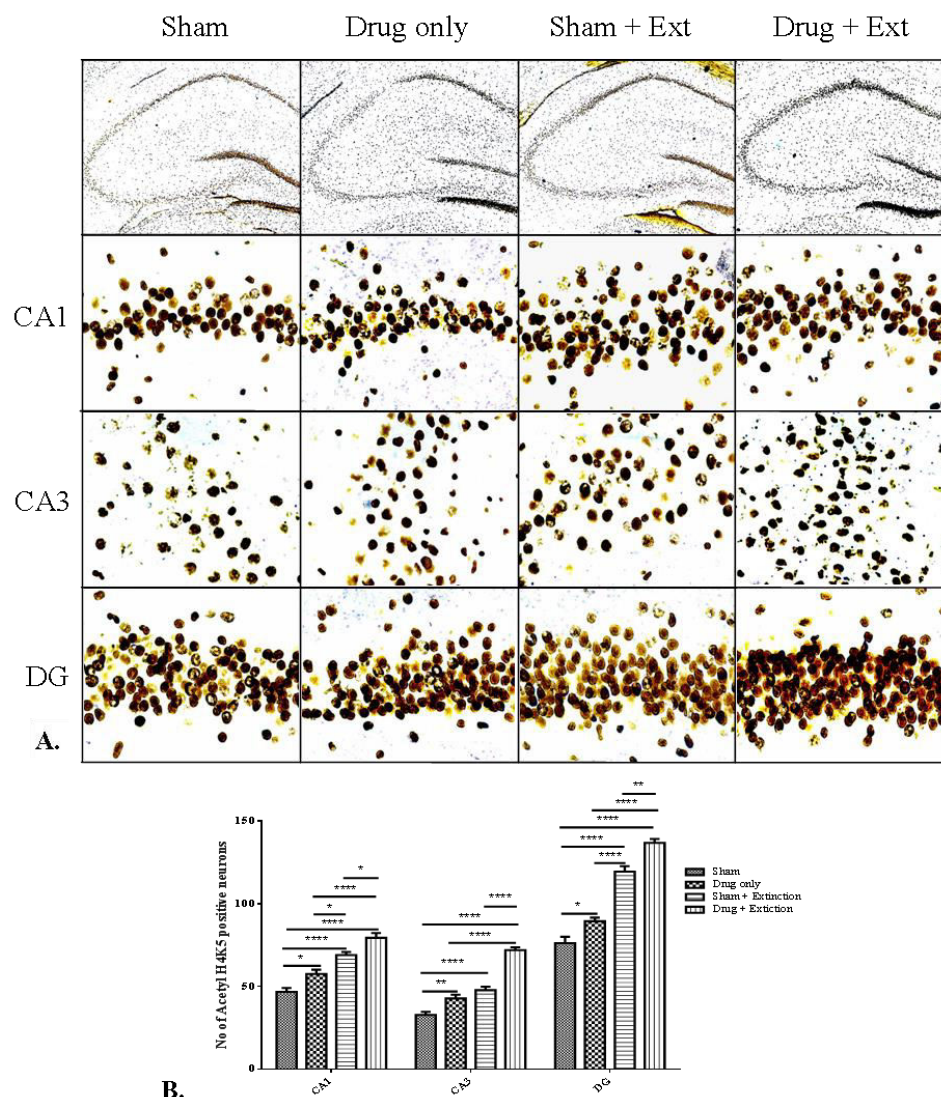 Sham Drug only Sham + Ext Drug + Ext
CA1
CA3
DG
A.
**
****
****
****
****
*
150
No of Acetyl H4K5 positive neurons
Sham
Drug only
Sham + Extinction
Drug + Extiction
*
****
*
****
****
*
****
****
****
****
**
100
50
0
CA1 CA3 DG
B.